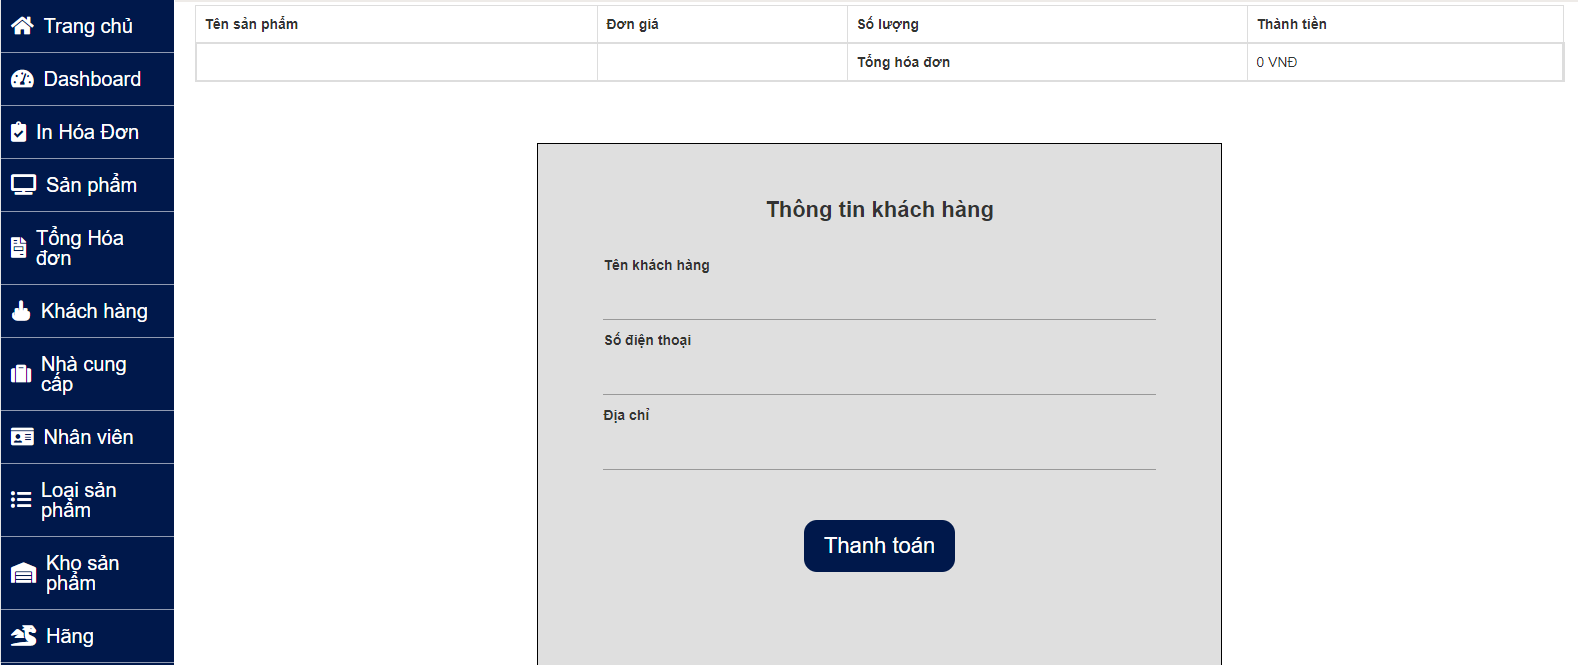 Trang chủ
Dashboard
In Hóa Đơn
Sản phẩm
Tổng Hóa
đơn
Khách hàng
Nhà cung
cấp
Nhân viên
Loại sản
phẩm
Kho sản
phẩm
Hãng
Tên sản phẩm Đơn giá Số lượng Thành tiền
Tổng hóa đơn 0 VNĐ
Thông tin khách hàng
Tên khách hàng
Số điện thoại
Địa chỉ
Thanh toán